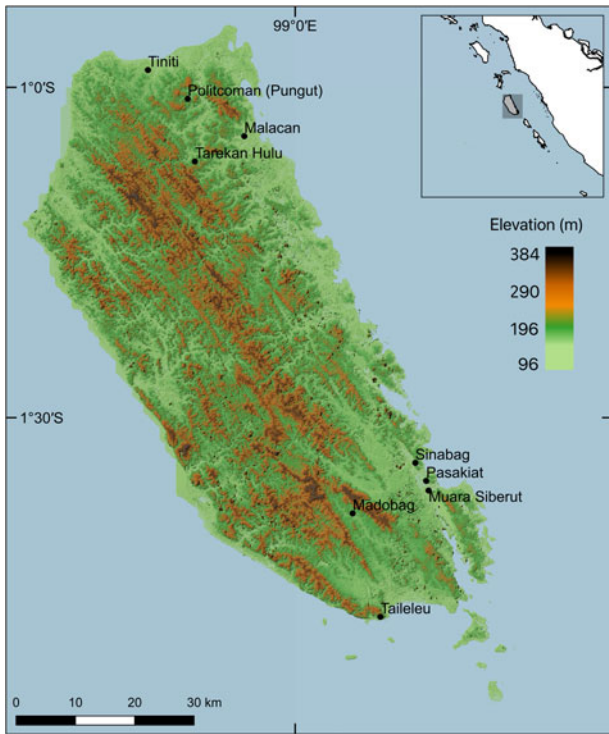 99°0'E
Tiniti
1°0'S
Politcoman (Pungut)
Malacan
Tarekan Hulu
Elevation (m)
384
290
196
96
1°30'S
Sinabag
Pasakiat
Muara Siberut
Madobag
Taileleu
0 10 20 30 km